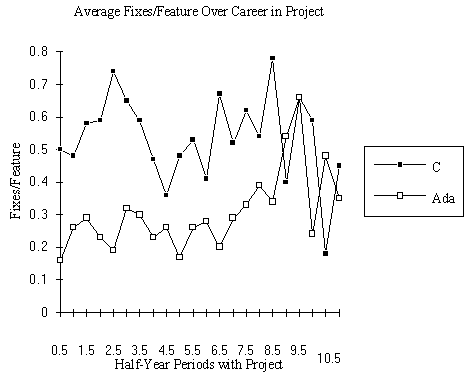 Average Fixes/Feature Over Career in Project
0.8
0.7
0.6
0.5
0.4
0.3
0.2
0.1
0
Fixes/Feature
C
Ada
0.5 1.5 2.5 3.5 4.5 5.5 6.5 7.5 8.5 9.5 10.5
Half-Year Periods with Project